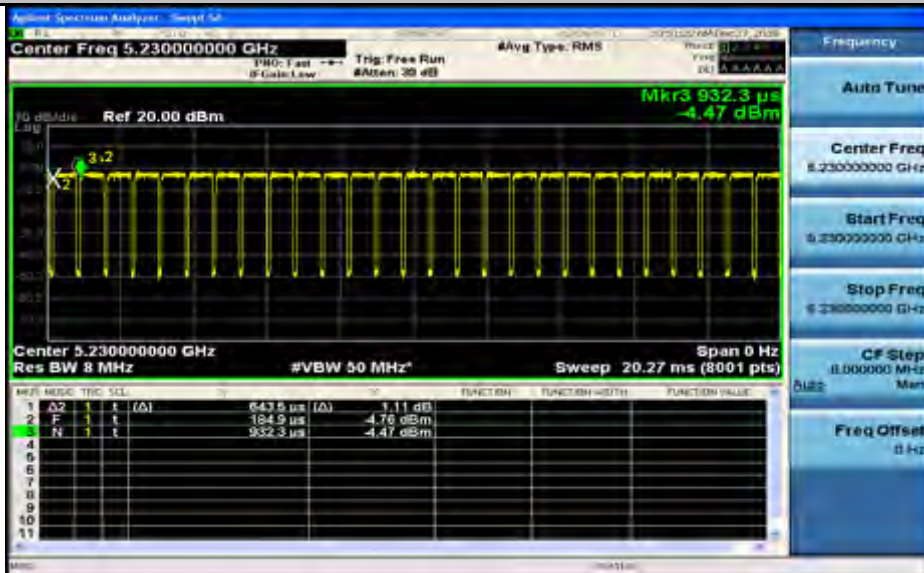 Agilent Spectrum Analyzer - Swept SA
Center Freq 5.230000000 GHz
PNO: Fast
IFGain:Low
Trig: Free Run
#Atten: 30 dB
#Avg Type: RMS
Mkr3 932.3 µs
-4.47 dBm
10 dB/div
Log
Ref 20.00 dBm
3
2
2
Center 5.230000000 GHz
Span 0 Hz
Res BW 8 MHz
#VBW 50 MHz*
Sweep 20.27 ms (8001 pts)
MKR MODE TRC SCL X Y FUNCTION FUNCTION WIDTH FUNCTION VALUE
1 Δ2 1 t (Δ) 643.5 µs (Δ) 1.11 dB
2 F 1 t 184.9 µs -4.76 dBm
3 N 1 t 932.3 µs -4.47 dBm
4
5
6
7
8
9
10
11
Frequency
Auto Tune
Center Freq
5.230000000 GHz
Start Freq
5.230000000 GHz
Stop Freq
5.230000000 GHz
CF Step
8.000000 MHz
Auto Man
Freq Offset
0 Hz